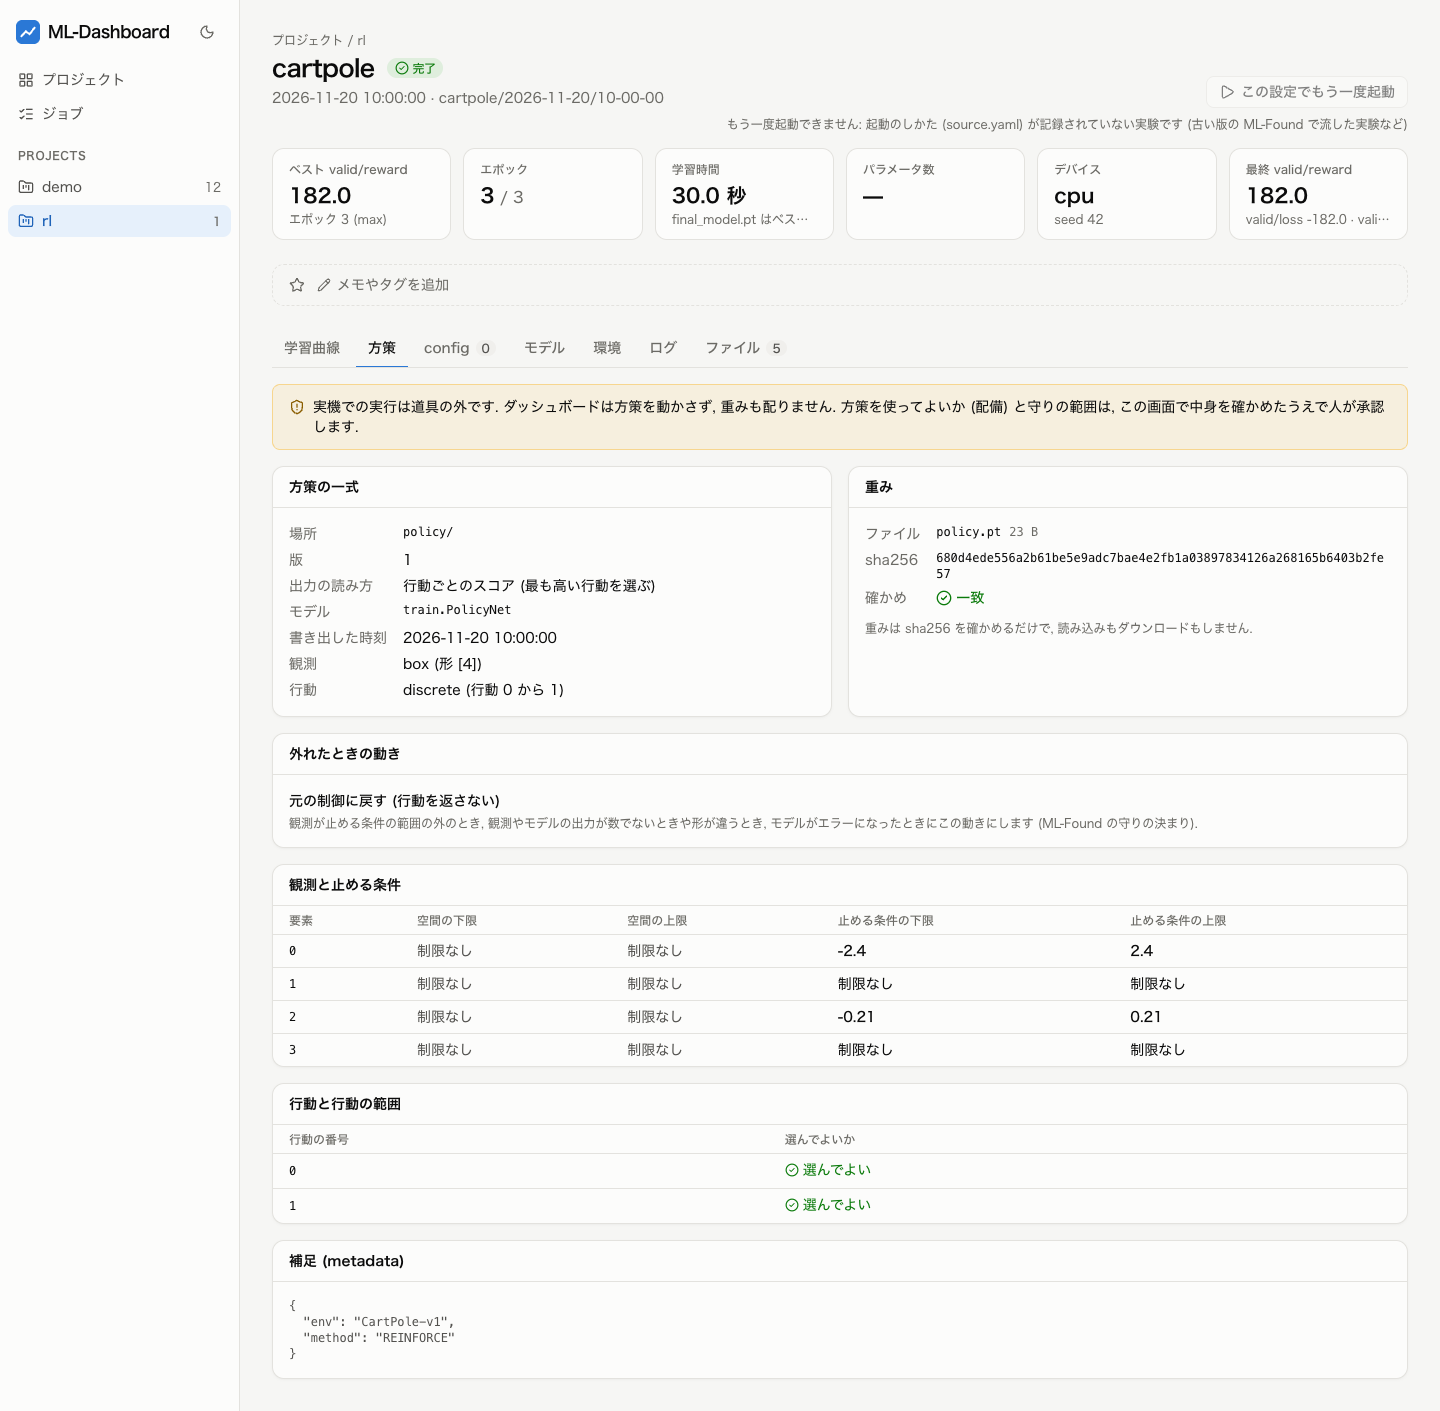 ML-Dashboard
プロジェクト
ジョブ
PROJECTS
demo 12
rl 1
プロジェクト / rl
cartpole 完了
2026-11-20 10:00:00 · cartpole/2026-11-20/10-00-00
この設定でもう一度起動
もう一度起動できません: 起動のしかた (source.yaml) が記録されていない実験です (古い版の ML-Found で流した実験など)
ベスト valid/reward
182.0
エポック 3 (max)
エポック
3 / 3
学習時間
30.0 秒
final_model.pt はベス…
パラメータ数
—
デバイス
cpu
seed 42
最終 valid/reward
182.0
valid/loss -182.0 · vali…
メモやタグを追加
学習曲線 方策 config 0 モデル 環境 ログ ファイル 5
実機での実行は道具の外です. ダッシュボードは方策を動かさず, 重みも配りません. 方策を使ってよいか (配備) と守りの範囲は, この画面で中身を確かめたうえで人が承認
します.
方策の一式
場所 policy/
版 1
出力の読み方 行動ごとのスコア (最も高い行動を選ぶ)
モデル train.PolicyNet
書き出した時刻 2026-11-20 10:00:00
観測 box (形 [4])
行動 discrete (行動 0 から 1)
重み
ファイル policy.pt 23 B
sha256 680d4ede556a2b61be5e9adc7bae4e2fb1a03897834126a268165b6403b2fe
57
確かめ 一致
重みは sha256 を確かめるだけで, 読み込みもダウンロードもしません.
外れたときの動き
元の制御に戻す (行動を返さない)
観測が止める条件の範囲の外のとき, 観測やモデルの出力が数でないときや形が違うとき, モデルがエラーになったときにこの動きにします (ML-Found の守りの決まり).
観測と止める条件
要素 空間の下限 空間の上限 止める条件の下限 止める条件の上限
0 制限なし 制限なし -2.4 2.4
1 制限なし 制限なし 制限なし 制限なし
2 制限なし 制限なし -0.21 0.21
3 制限なし 制限なし 制限なし 制限なし
行動と行動の範囲
行動の番号 選んでよいか
0 選んでよい
1 選んでよい
補足 (metadata)
{
"env": "CartPole-v1",
"method": "REINFORCE"
}